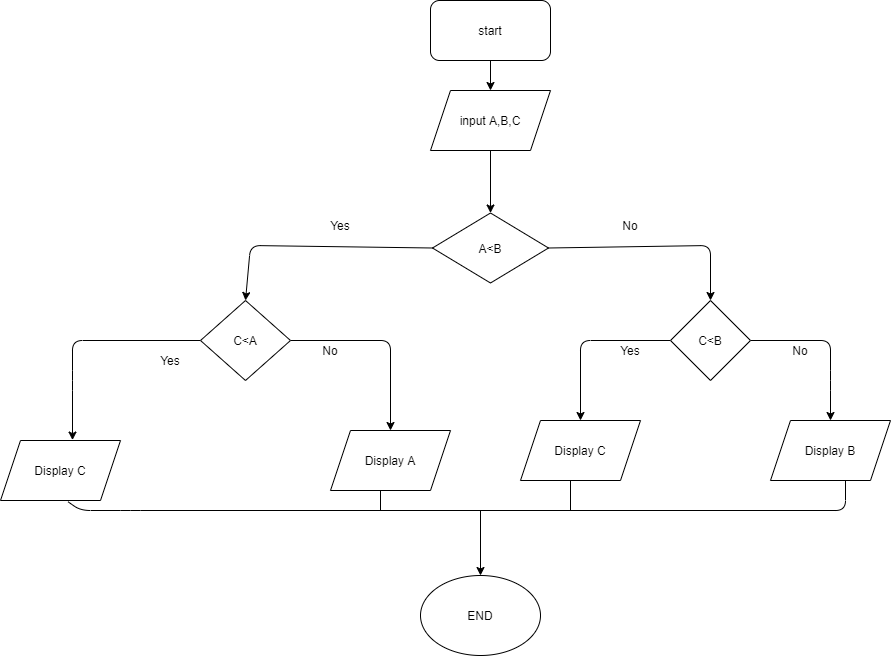 start
input A,B,C
Yes
No
A<B
C<A
C<B
Yes
No
Yes
No
Display C
Display A
Display C
Display B
END